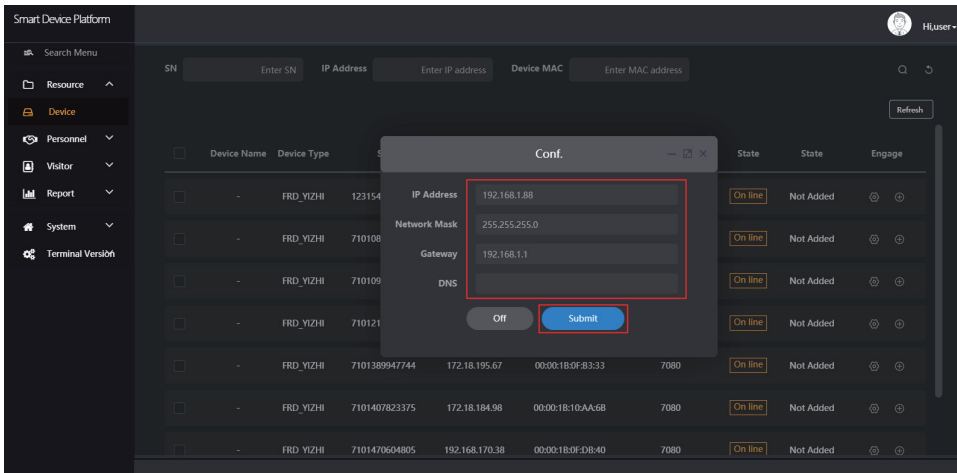 Smart Device Platform
Hi,user
Search Menu
SN Enter SN IP Address Enter IP address Device MAC Enter MAC address
Resource
Device
Refresh
Personnel
Visitor
Report
System
Terminal Version
Device Name Device Type State State Engage
Conf.
IP Address 192.168.1.88
Network Mask 255.255.255.0
Gateway 192.168.1.1
DNS
Off Submit
- FRD_YIZHI 123154 On line Not Added
- FRD_YIZHI 710108 On line Not Added
- FRD_YIZHI 710109 On line Not Added
- FRD_YIZHI 710121 On line Not Added
- FRD_YIZHI 7101389947744 172.18.195.67 00:00:1B:0F:B3:33 7080 On line Not Added
- FRD_YIZHI 7101407823375 172.18.184.98 00:00:1B:10:AA:6B 7080 On line Not Added
- FRD_YIZHI 7101470604805 192.168.170.38 00:00:1B:0F:DB:40 7080 On line Not Added